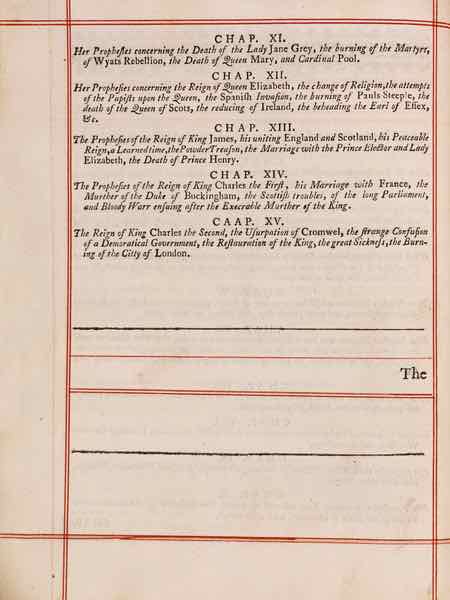 CHAP. XI.
Her Prophesies concerning the Death of the Lady Jane Grey, the burning of the Martyrs,
of Wyats Rebellion, the Death of Queen Mary, and Cardinal Pool.
CHAP. XII.
Her Prophesies concerning the Reign of Queen Elizabeth, the change of Religion, the attempts
of the Papists upon the Queen, the Spanish Invasion, the burning of Pauls Steeple, the
death of the Queen of Scots, the reducing of Ireland, the beheading the Earl of Essex,
&c.
CHAP. XIII.
The Prophesies of the Reign of King James, his uniting England and Scotland, his Peaceable
Reign, a Learned time, the Powder Treason, the Marriage with the Prince Elector and Lady
Elizabeth, the Death of Prince Henry.
CHAP. XIV.
The Prophesies of the Reign of King Charles the First, his Marriage with France, the
Murther of the Duke of Buckingham, the Scottish troubles, of the long Parliament,
and Bloody Warr ensuing after the Execrable Murther of the King.
CAAP. XV.
The Reign of King Charles the Second, the Usurpation of Cromwel, the strange Confusion
of a Demoratical Government, the Restauration of the King, the great Sickness, the Burn-
ing of the Citty of London.
The